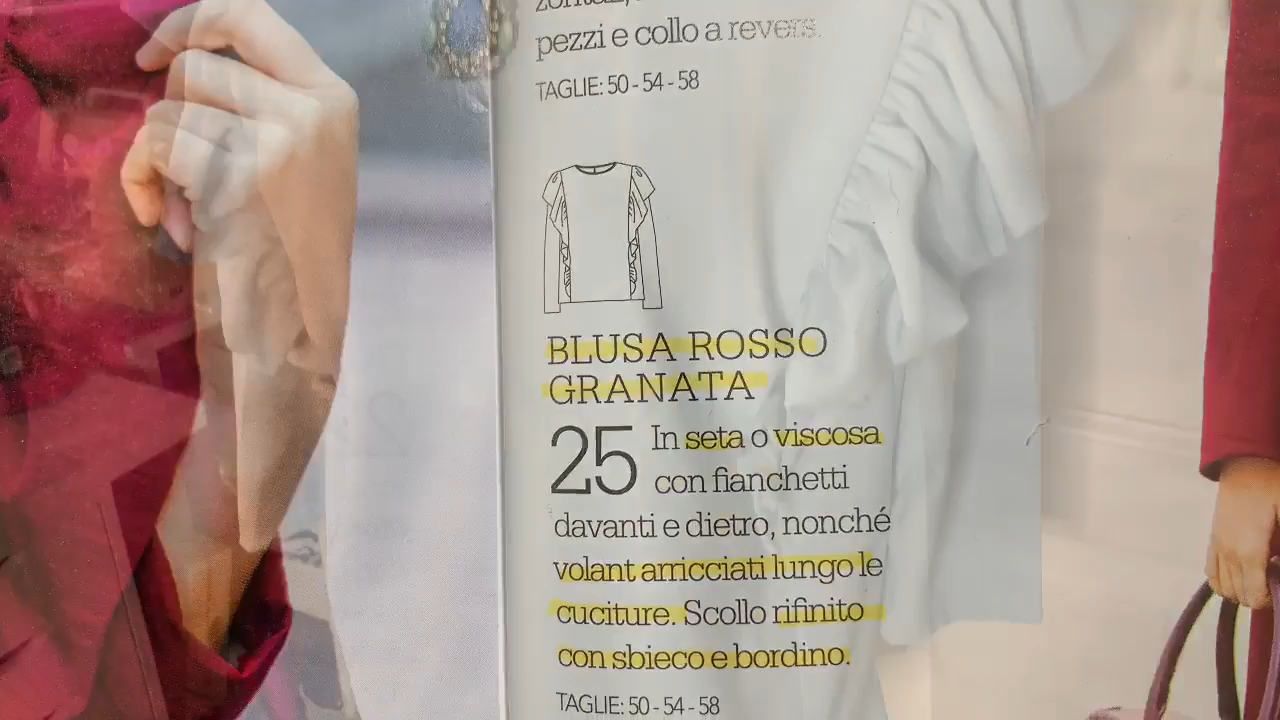 pezzi e collo a revers.
TAGLIE: 50 - 54 - 58
BLUSA ROSSO
GRANATA
25 In seta o viscosa
con fianchetti
davanti e dietro, nonché
volant arricciati lungo le
cuciture. Scollo rifinito
con sbieco e bordino.
TAGLIE: 50 - 54 - 58